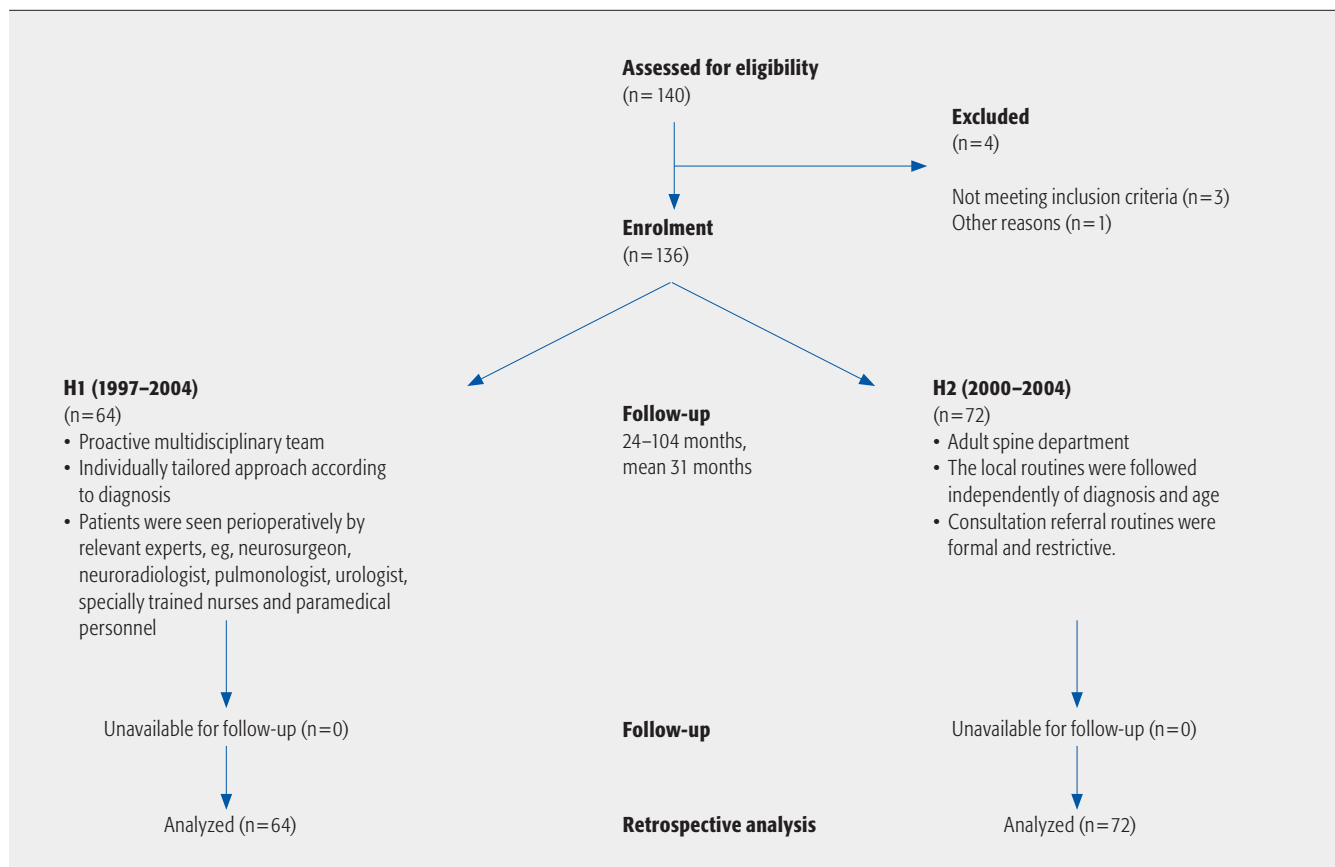 Assessed for eligibility
(n=140)
Excluded
(n=4)
Not meeting inclusion criteria (n=3)
Other reasons (n=1)
Enrolment
(n=136)
H1 (1997–2004)
(n=64)
• Proactive multidisciplinary team
• Individually tailored approach according
to diagnosis
• Patients were seen perioperatively by
relevant experts, eg, neurosurgeon,
neuroradiologist, pulmonologist, urologist,
specially trained nurses and paramedical
personnel
Follow-up
24–104 months,
mean 31 months
H2 (2000–2004)
(n=72)
• Adult spine department
• The local routines were followed
independently of diagnosis and age
• Consultation referral routines were
formal and restrictive.
Unavailable for follow-up (n=0)
Follow-up
Unavailable for follow-up (n=0)
Analyzed (n=64)
Retrospective analysis
Analyzed (n=72)